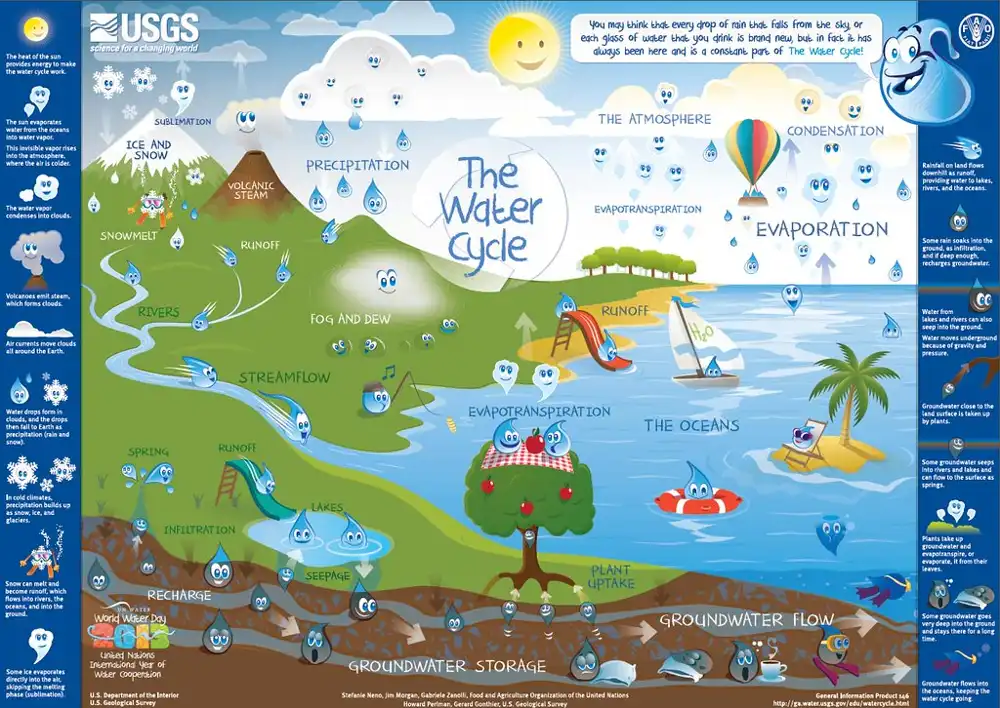 USGS
science for a changing world
You may think that every drop of rain that falls from the sky, or
each glass of water that you drink is brand new, but in fact it has
always been here and is a constant part of The Water Cycle!
FAO
FIAT PANIS
The heat of the sun
provides energy to make
the water cycle work.
The sun evaporates
water from the oceans
into water vapor.
This invisible vapor rises
into the atmosphere,
where the air is colder.
The water vapor
condenses into clouds.
Volcanoes emit steam,
which forms clouds.
Air currents move clouds
all around the Earth.
Water drops form in
clouds, and the drops
then fall to Earth as
precipitation (rain and
snow).
In cold climates,
precipitation builds up
as snow, ice, and
glaciers.
Snow can melt and
become runoff, which
flows into rivers, the
oceans, and into the
ground.
Some ice evaporates
directly into the air,
skipping the melting
phase (sublimation).
SUBLIMATION
ICE AND
SNOW
VOLCANIC
STEAM
PRECIPITATION
The
Water
Cycle
THE ATMOSPHERE
CONDENSATION
EVAPOTRANSPIRATION
EVAPORATION
SNOWMELT
RUNOFF
RIVERS
FOG AND DEW
RUNOFF
H2O
STREAMFLOW
EVAPOTRANSPIRATION
THE OCEANS
SPRING
RUNOFF
LAKES
INFILTRATION
SEEPAGE
PLANT
UPTAKE
RECHARGE
GROUNDWATER FLOW
GROUNDWATER STORAGE
UN WATER
World Water Day
2013
United Nations
International Year of
Water Cooperation
Rainfall on land flows
downhill as runoff,
providing water to lakes,
rivers, and the oceans.
Some rain soaks into the
ground, as infiltration,
and if deep enough,
recharges groundwater.
Water from
lakes and rivers can also
seep into the ground.
Water moves underground
because of gravity and
pressure.
Groundwater close to the
land surface is taken up
by plants.
Some groundwater seeps
into rivers and lakes and
can flow to the surface as
springs.
Plants take up
groundwater and
evapotranspire, or
evaporate, it from their
leaves.
Some groundwater goes
very deep into the ground
and stays there for a long
time.
Groundwater flows into
the oceans, keeping the
water cycle going.
U.S. Department of the Interior
U.S. Geological Survey
Stefanie Neno, Jim Morgan, Gabriele Zanolli, Food and Agriculture Organization of the United Nations
Howard Perlman, Gerard Gonthier, U.S. Geological Survey
General Information Product 146
http://ga.water.usgs.gov/edu/watercycle.html